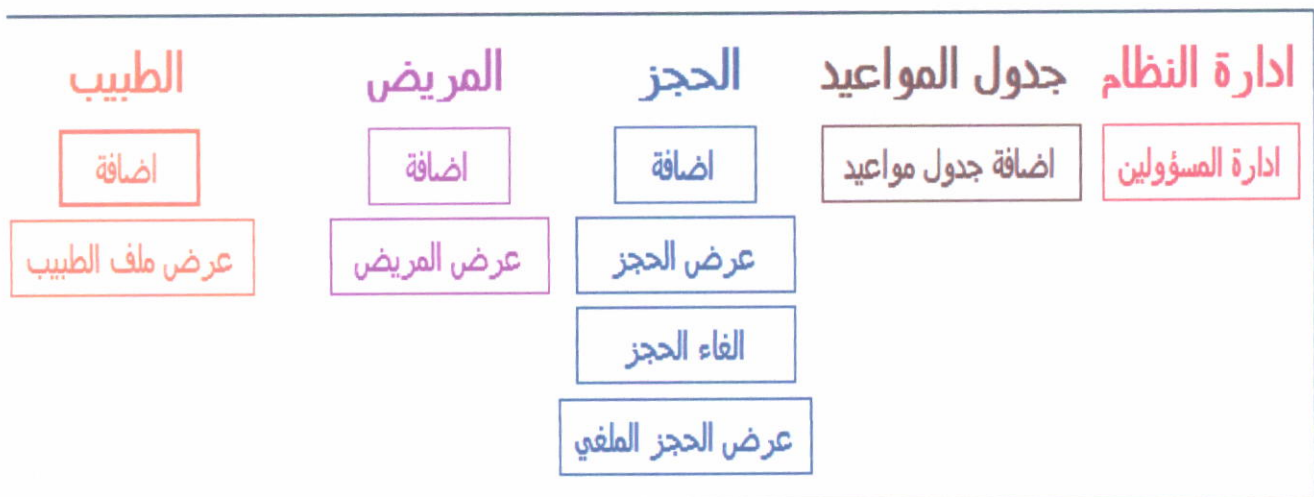 ادارة النظام
جدول المواعيد
الحجز
المريض
الطبيب
ادارة المسؤولين
اضافة جدول مواعيد
اضافة
اضافة
اضافة
عرض الحجز
عرض المريض
عرض ملف الطبيب
الغاء الحجز
عرض الحجز الملغي